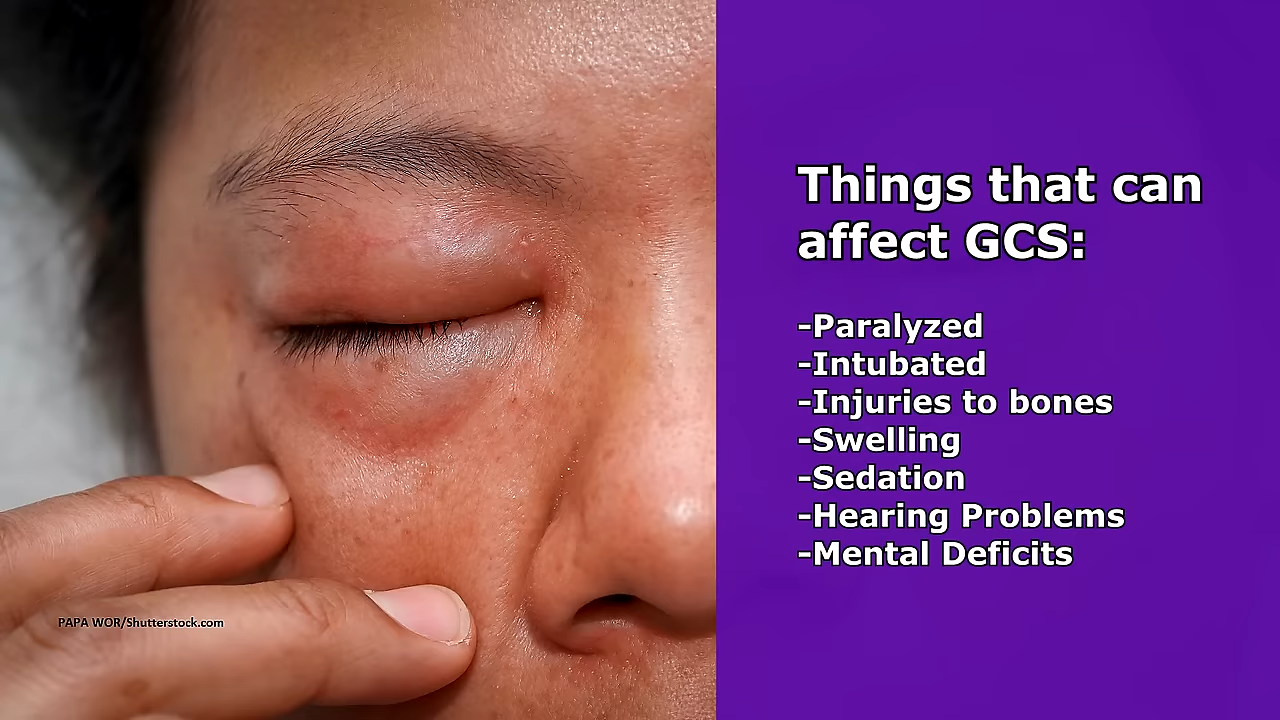 Things that can
affect GCS:
-Paralyzed
-Intubated
-Injuries to bones
-Swelling
-Sedation
-Hearing Problems
-Mental Deficits
PAPA WOR/Shutterstock.com